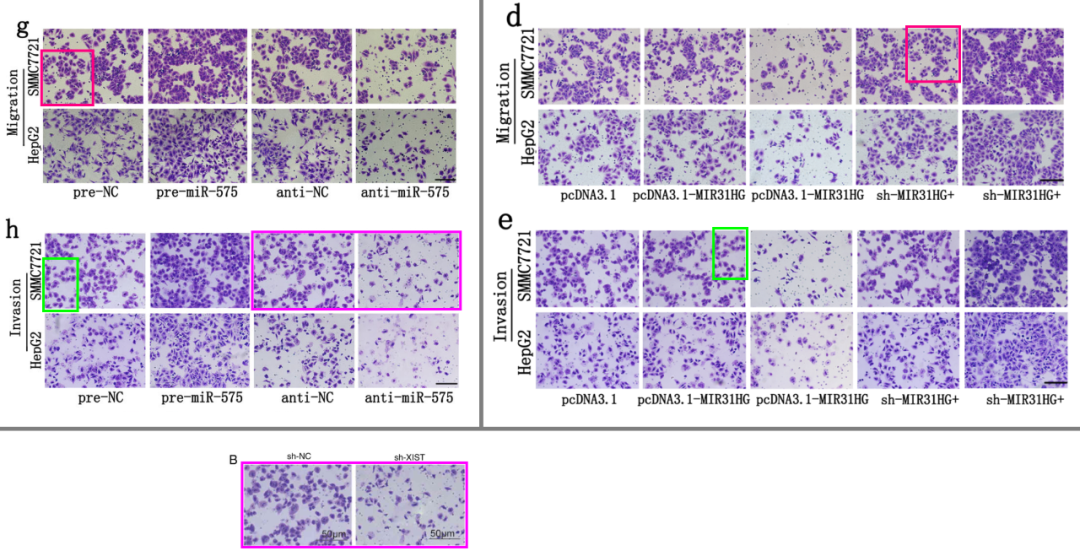 g
Migration
SMMC7721
HepG2
pre-NC pre-miR-575 anti-NC anti-miR-575
h
Invasion
SMMC7721
HepG2
pre-NC pre-miR-575 anti-NC anti-miR-575
d
Migration
SMMC7721
HepG2
pcDNA3.1 pcDNA3.1-MIR31HG pcDNA3.1-MIR31HG sh-MIR31HG+ sh-MIR31HG+
e
Invasion
SMMC7721
HepG2
pcDNA3.1 pcDNA3.1-MIR31HG pcDNA3.1-MIR31HG sh-MIR31HG+ sh-MIR31HG+
B
sh-NC sh-XIST
50μm 50μm